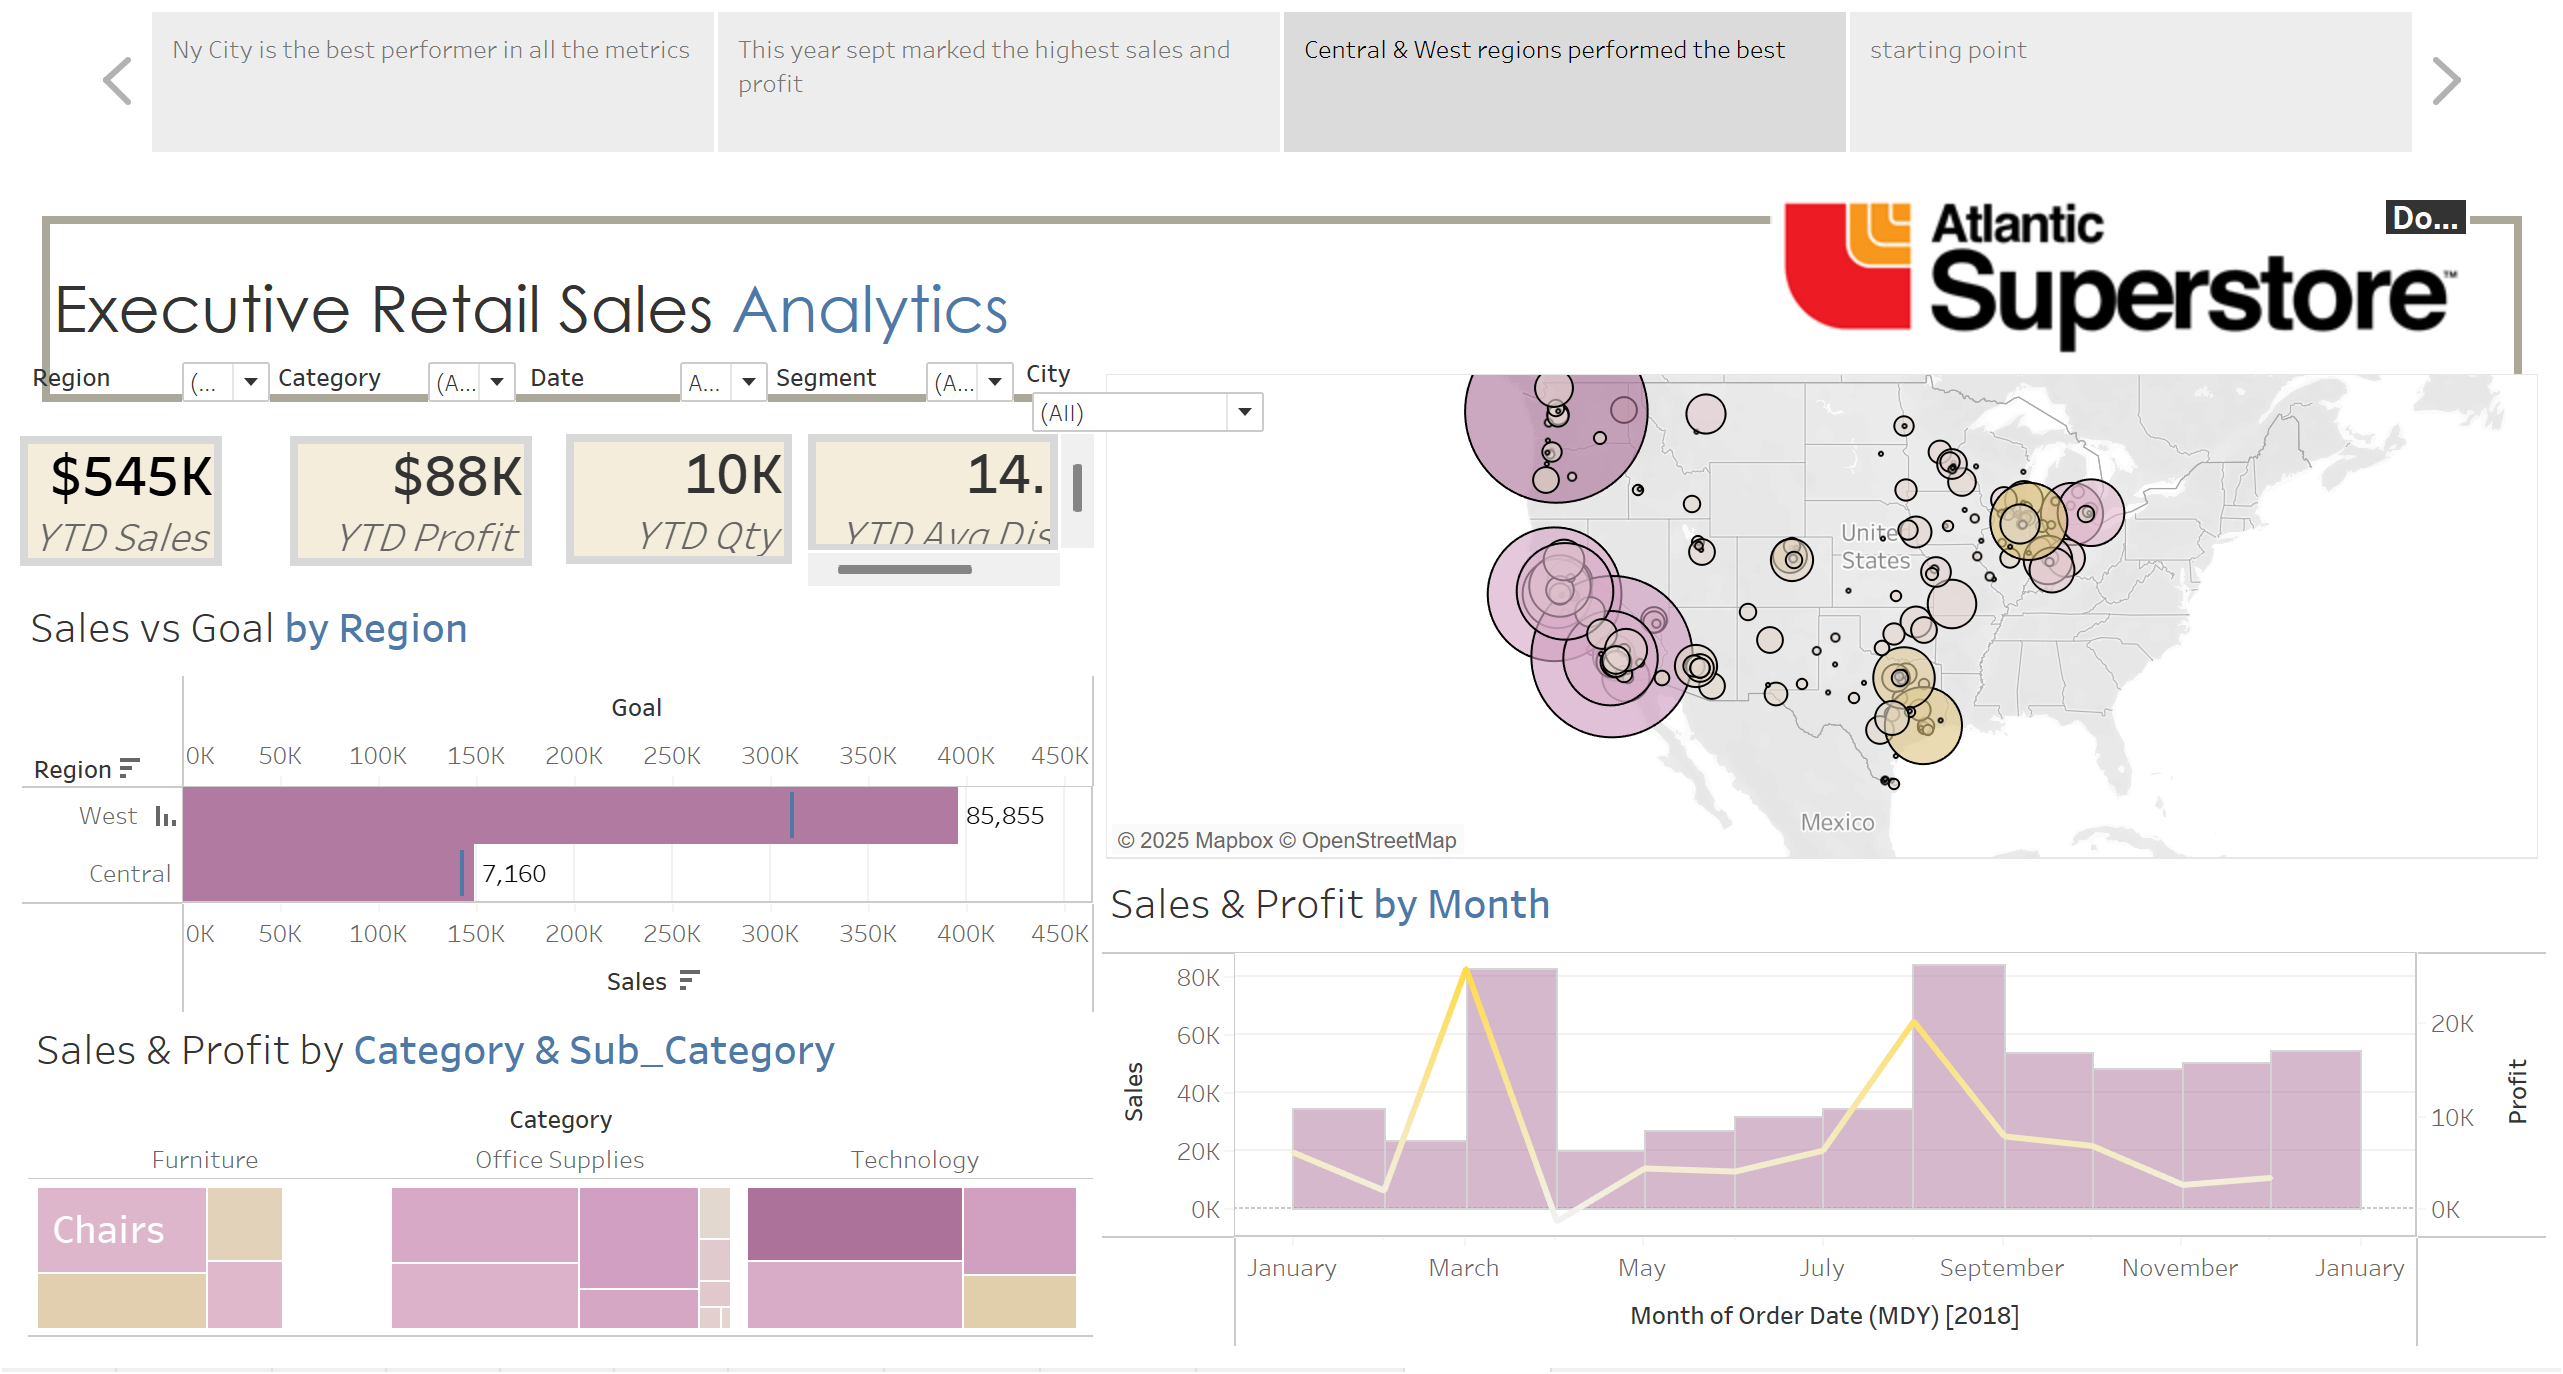 Ny City is the best performer in all the metrics
This year sept marked the highest sales and
profit
Central & West regions performed the best
starting point
Atlantic
Superstore™
Do...
Executive Retail Sales Analytics
Region (... Category (A... Date A... Segment (A... City
(All)
$545K $88K 10K 14.
YTD Sales YTD Profit YTD Qty YTD Avg Dis
United
States
Mexico
© 2025 Mapbox © OpenStreetMap
Sales vs Goal by Region
Goal
0K 50K 100K 150K 200K 250K 300K 350K 400K 450K
Region
West 85,855
Central 7,160
0K 50K 100K 150K 200K 250K 300K 350K 400K 450K
Sales
Sales & Profit by Category & Sub_Category
Category
Furniture Office Supplies Technology
Chairs
Sales & Profit by Month
80K
60K
40K
20K
0K
Sales
20K
10K
0K
Profit
January March May July September November January
Month of Order Date (MDY) [2018]